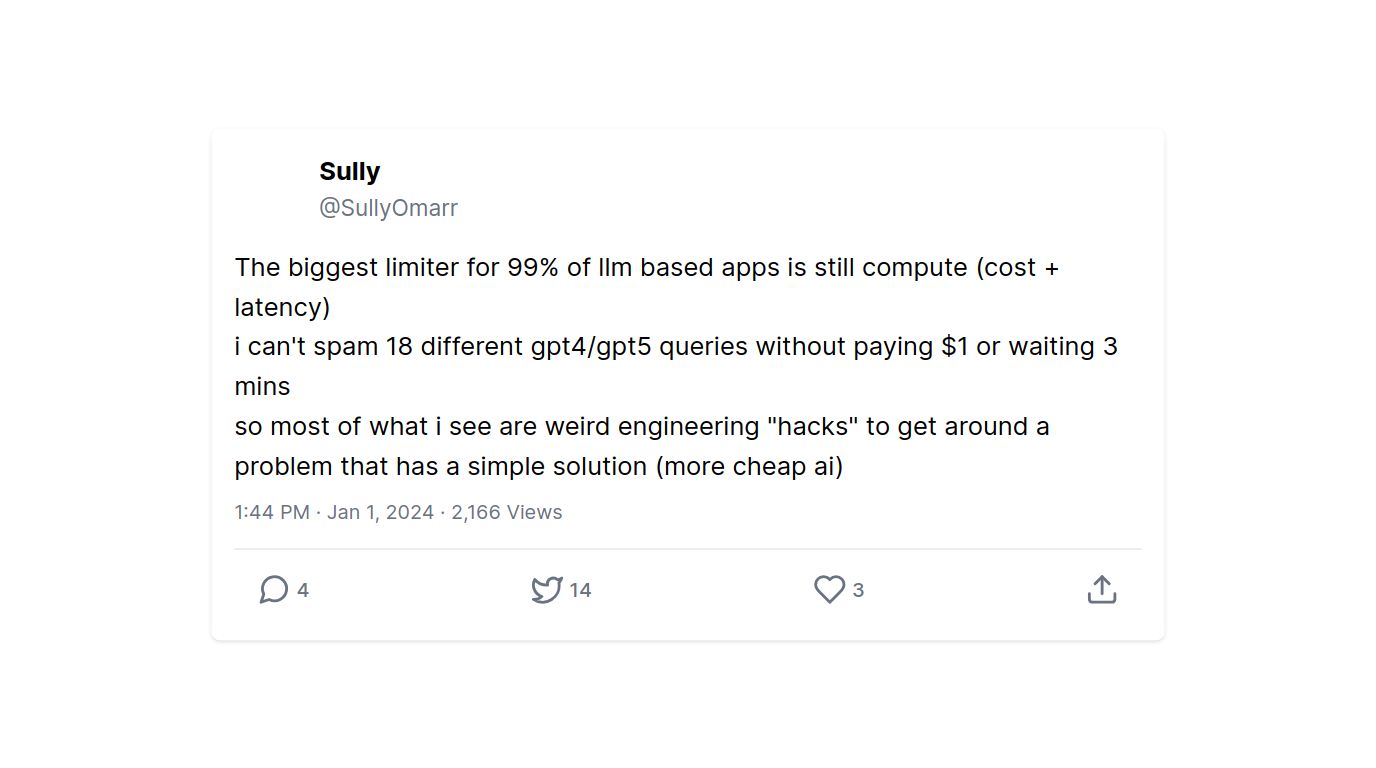 Sully
@SullyOmarr
The biggest limiter for 99% of llm based apps is still compute (cost +
latency)
i can't spam 18 different gpt4/gpt5 queries without paying $1 or waiting 3
mins
so most of what i see are weird engineering "hacks" to get around a
problem that has a simple solution (more cheap ai)
1:44 PM · Jan 1, 2024 · 2,166 Views
4 14 3